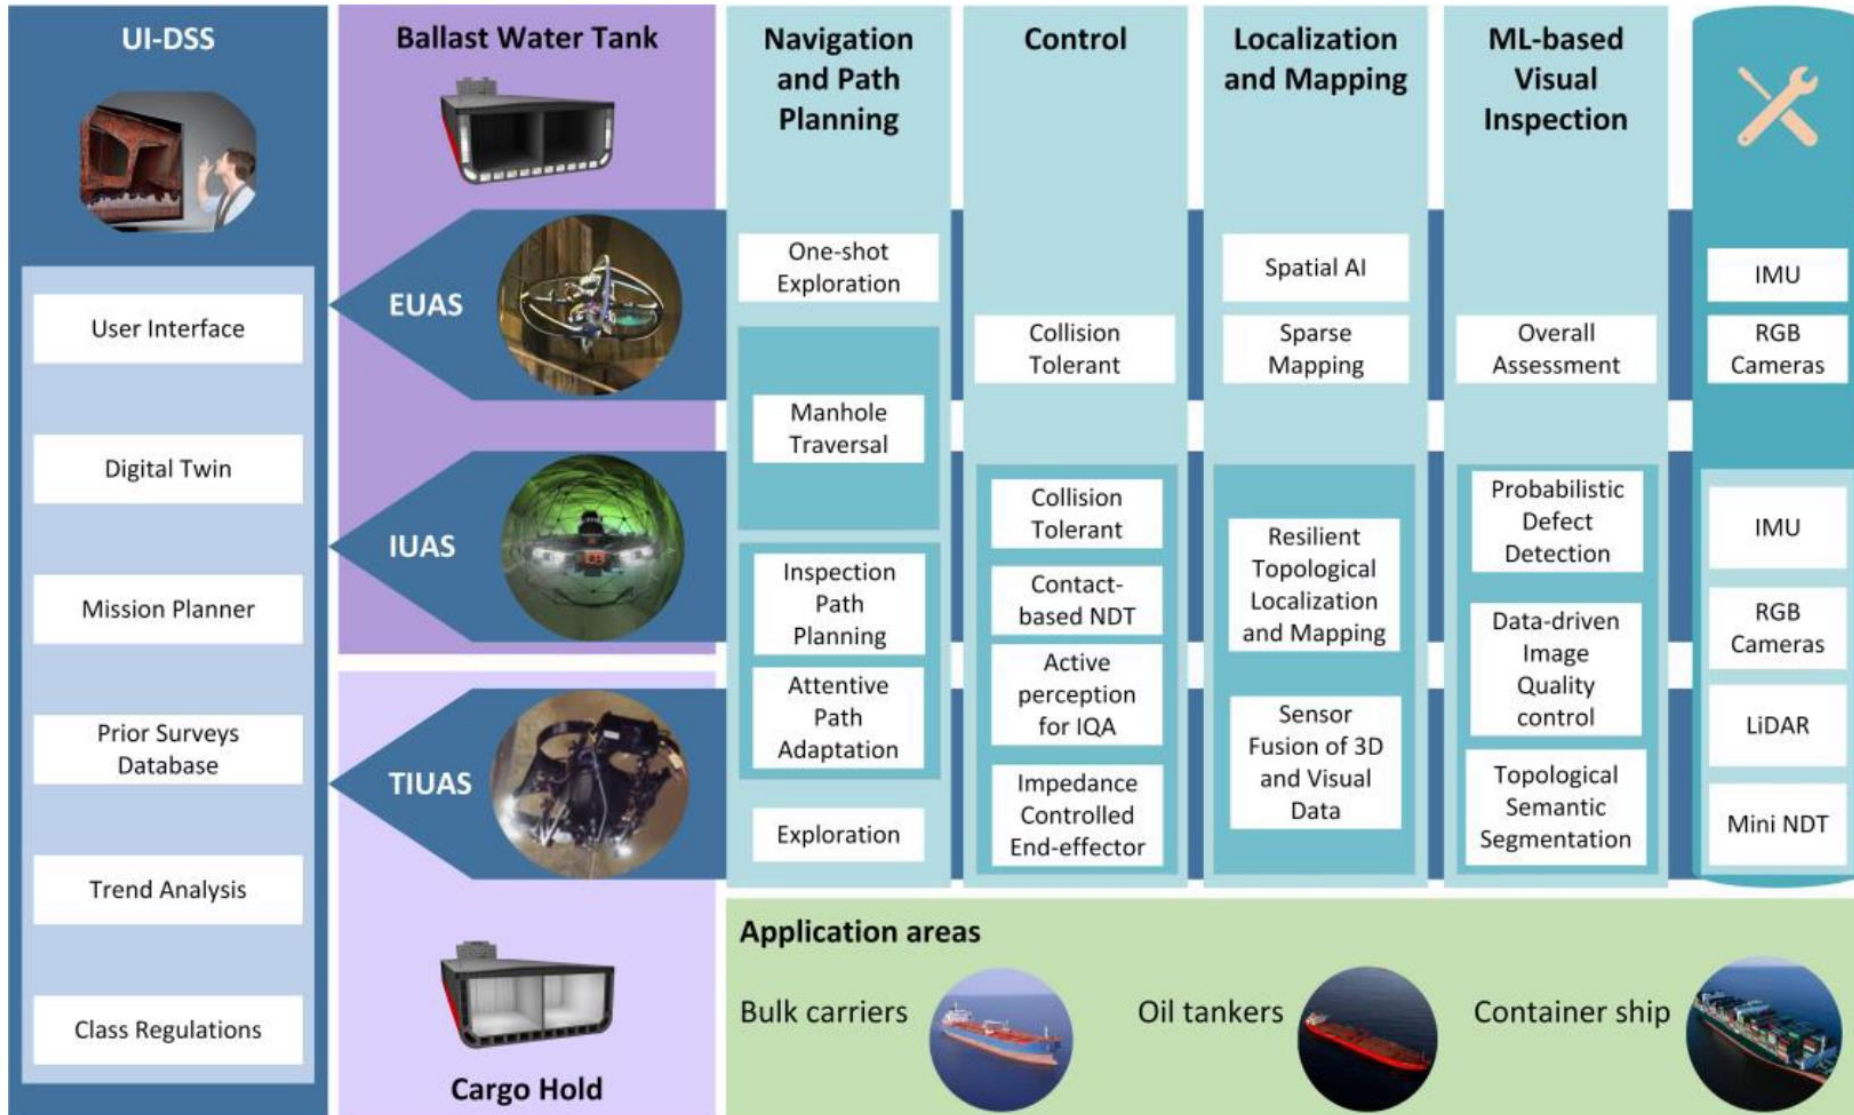 UI-DSS
User Interface
Digital Twin
Mission Planner
Prior Surveys
Database
Trend Analysis
Class Regulations
Ballast Water Tank
EUAS
IUAS
TIUAS
Cargo Hold
Navigation
and Path
Planning
One-shot
Exploration
Manhole
Traversal
Inspection
Path
Planning
Attentive
Path
Adaptation
Exploration
Control
Collision
Tolerant
Collision
Tolerant
Contact-
based NDT
Active
perception
for IQA
Impedance
Controlled
End-effector
Localization
and Mapping
Spatial AI
Sparse
Mapping
Resilient
Topological
Localization
and Mapping
Sensor
Fusion of 3D
and Visual
Data
ML-based
Visual
Inspection
Overall
Assessment
Probabilistic
Defect
Detection
Data-driven
Image
Quality
control
Topological
Semantic
Segmentation
IMU
RGB
Cameras
IMU
RGB
Cameras
LiDAR
Mini NDT
Application areas
Bulk carriers
Oil tankers
Container ship